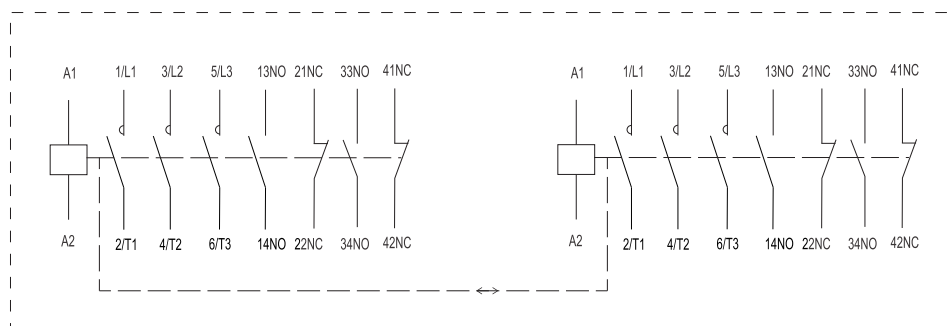 A1 1/L1 3/L2 5/L3 13NO 21NC 33NO 41NC
A2 2/T1 4/T2 6/T3 14NO 22NC 34NO 42NC
A1 1/L1 3/L2 5/L3 13NO 21NC 33NO 41NC
A2 2/T1 4/T2 6/T3 14NO 22NC 34NO 42NC